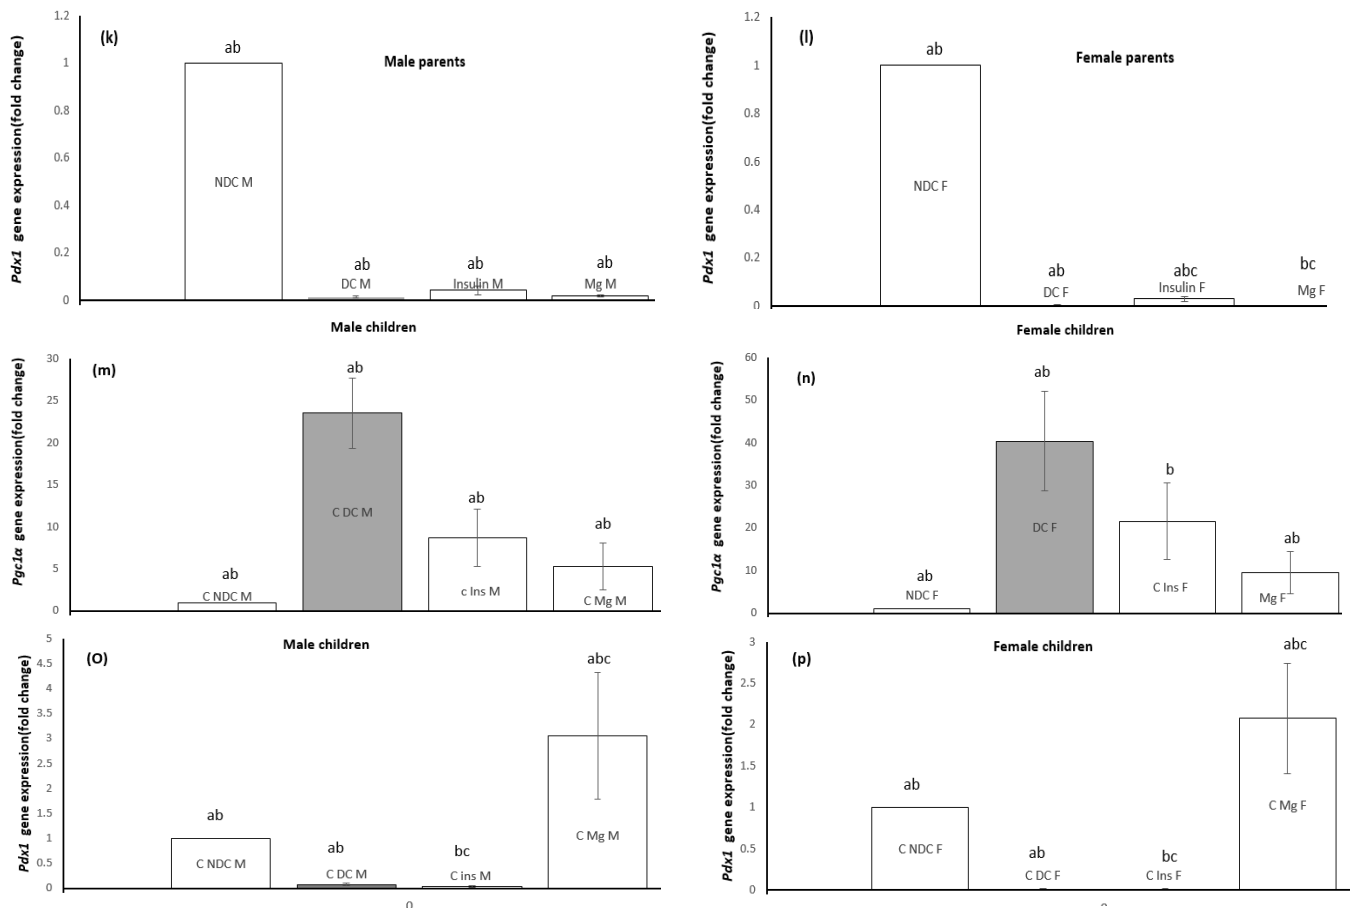 (k)
Male parents
Pdx1 gene expression(fold change)
1.2
1
0.8
0.6
0.4
0.2
0
ab
NDC M
ab
DC M
ab
Insulin M
ab
Mg M
(l)
Female parents
Pdx1 gene expression(fold change)
1.2
1
0.8
0.6
0.4
0.2
0
ab
NDC F
ab
DC F
abc
Insulin F
bc
Mg F
Male children
(m)
Pgc1α gene expression(fold change)
30
25
20
15
10
5
0
ab
C NDC M
ab
C DC M
ab
c Ins M
ab
C Mg M
Female children
(n)
Pgc1α gene expression(fold change)
60
50
40
30
20
10
0
ab
NDC F
ab
DC F
b
C Ins F
ab
Mg F
Male children
(O)
Pdx1 gene expression(fold change)
5
4.5
4
3.5
3
2.5
2
1.5
1
0.5
0
ab
C NDC M
ab
C DC M
bc
C ins M
abc
C Mg M
Female children
(p)
Pdx1 gene expression(fold change)
3
2.5
2
1.5
1
0.5
0
ab
C NDC F
ab
C DC F
bc
C Ins F
abc
C Mg F